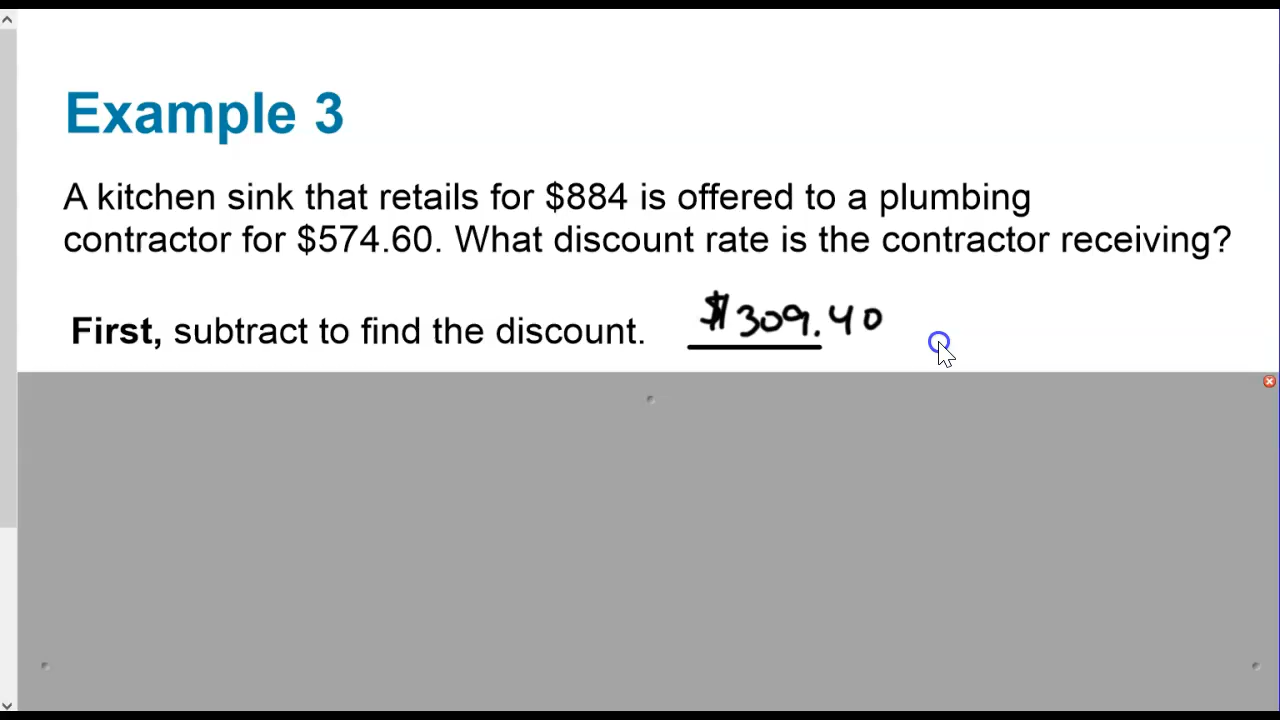 Example 3
A kitchen sink that retails for $884 is offered to a plumbing
contractor for $574.60. What discount rate is the contractor receiving?
First, subtract to find the discount. $309.40